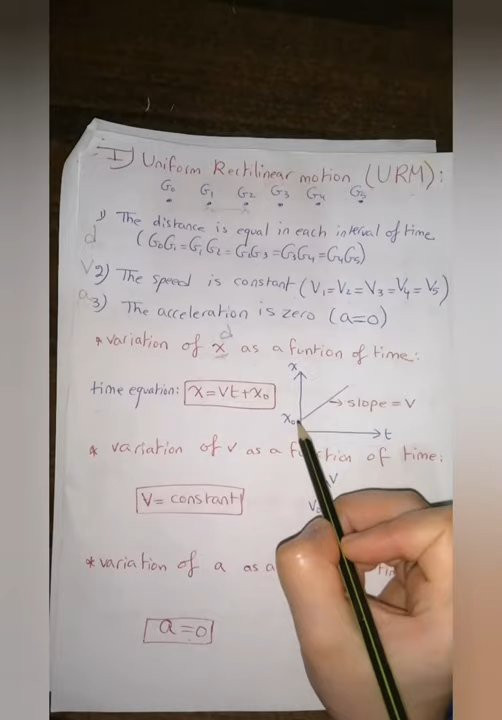 I) Uniform Rectilinear motion (URM):
G₀ G₁ G₂ G₃ G₄ G₅
1) The distance is equal in each interval of time
d (G₀G₁=G₁G₂=G₂G₃=G₃G₄=G₄G₅)
V 2) The speed is constant (V₁=V₂=V₃=V₄=V₅)
a 3) The acceleration is zero (a=0)
d
* variation of x as a funtion of time:
x
time equation: x=Vt+x₀
slope = V
x₀
t
* variation of v as a function of time:
V
V= constant
* variation of a as a
a=0